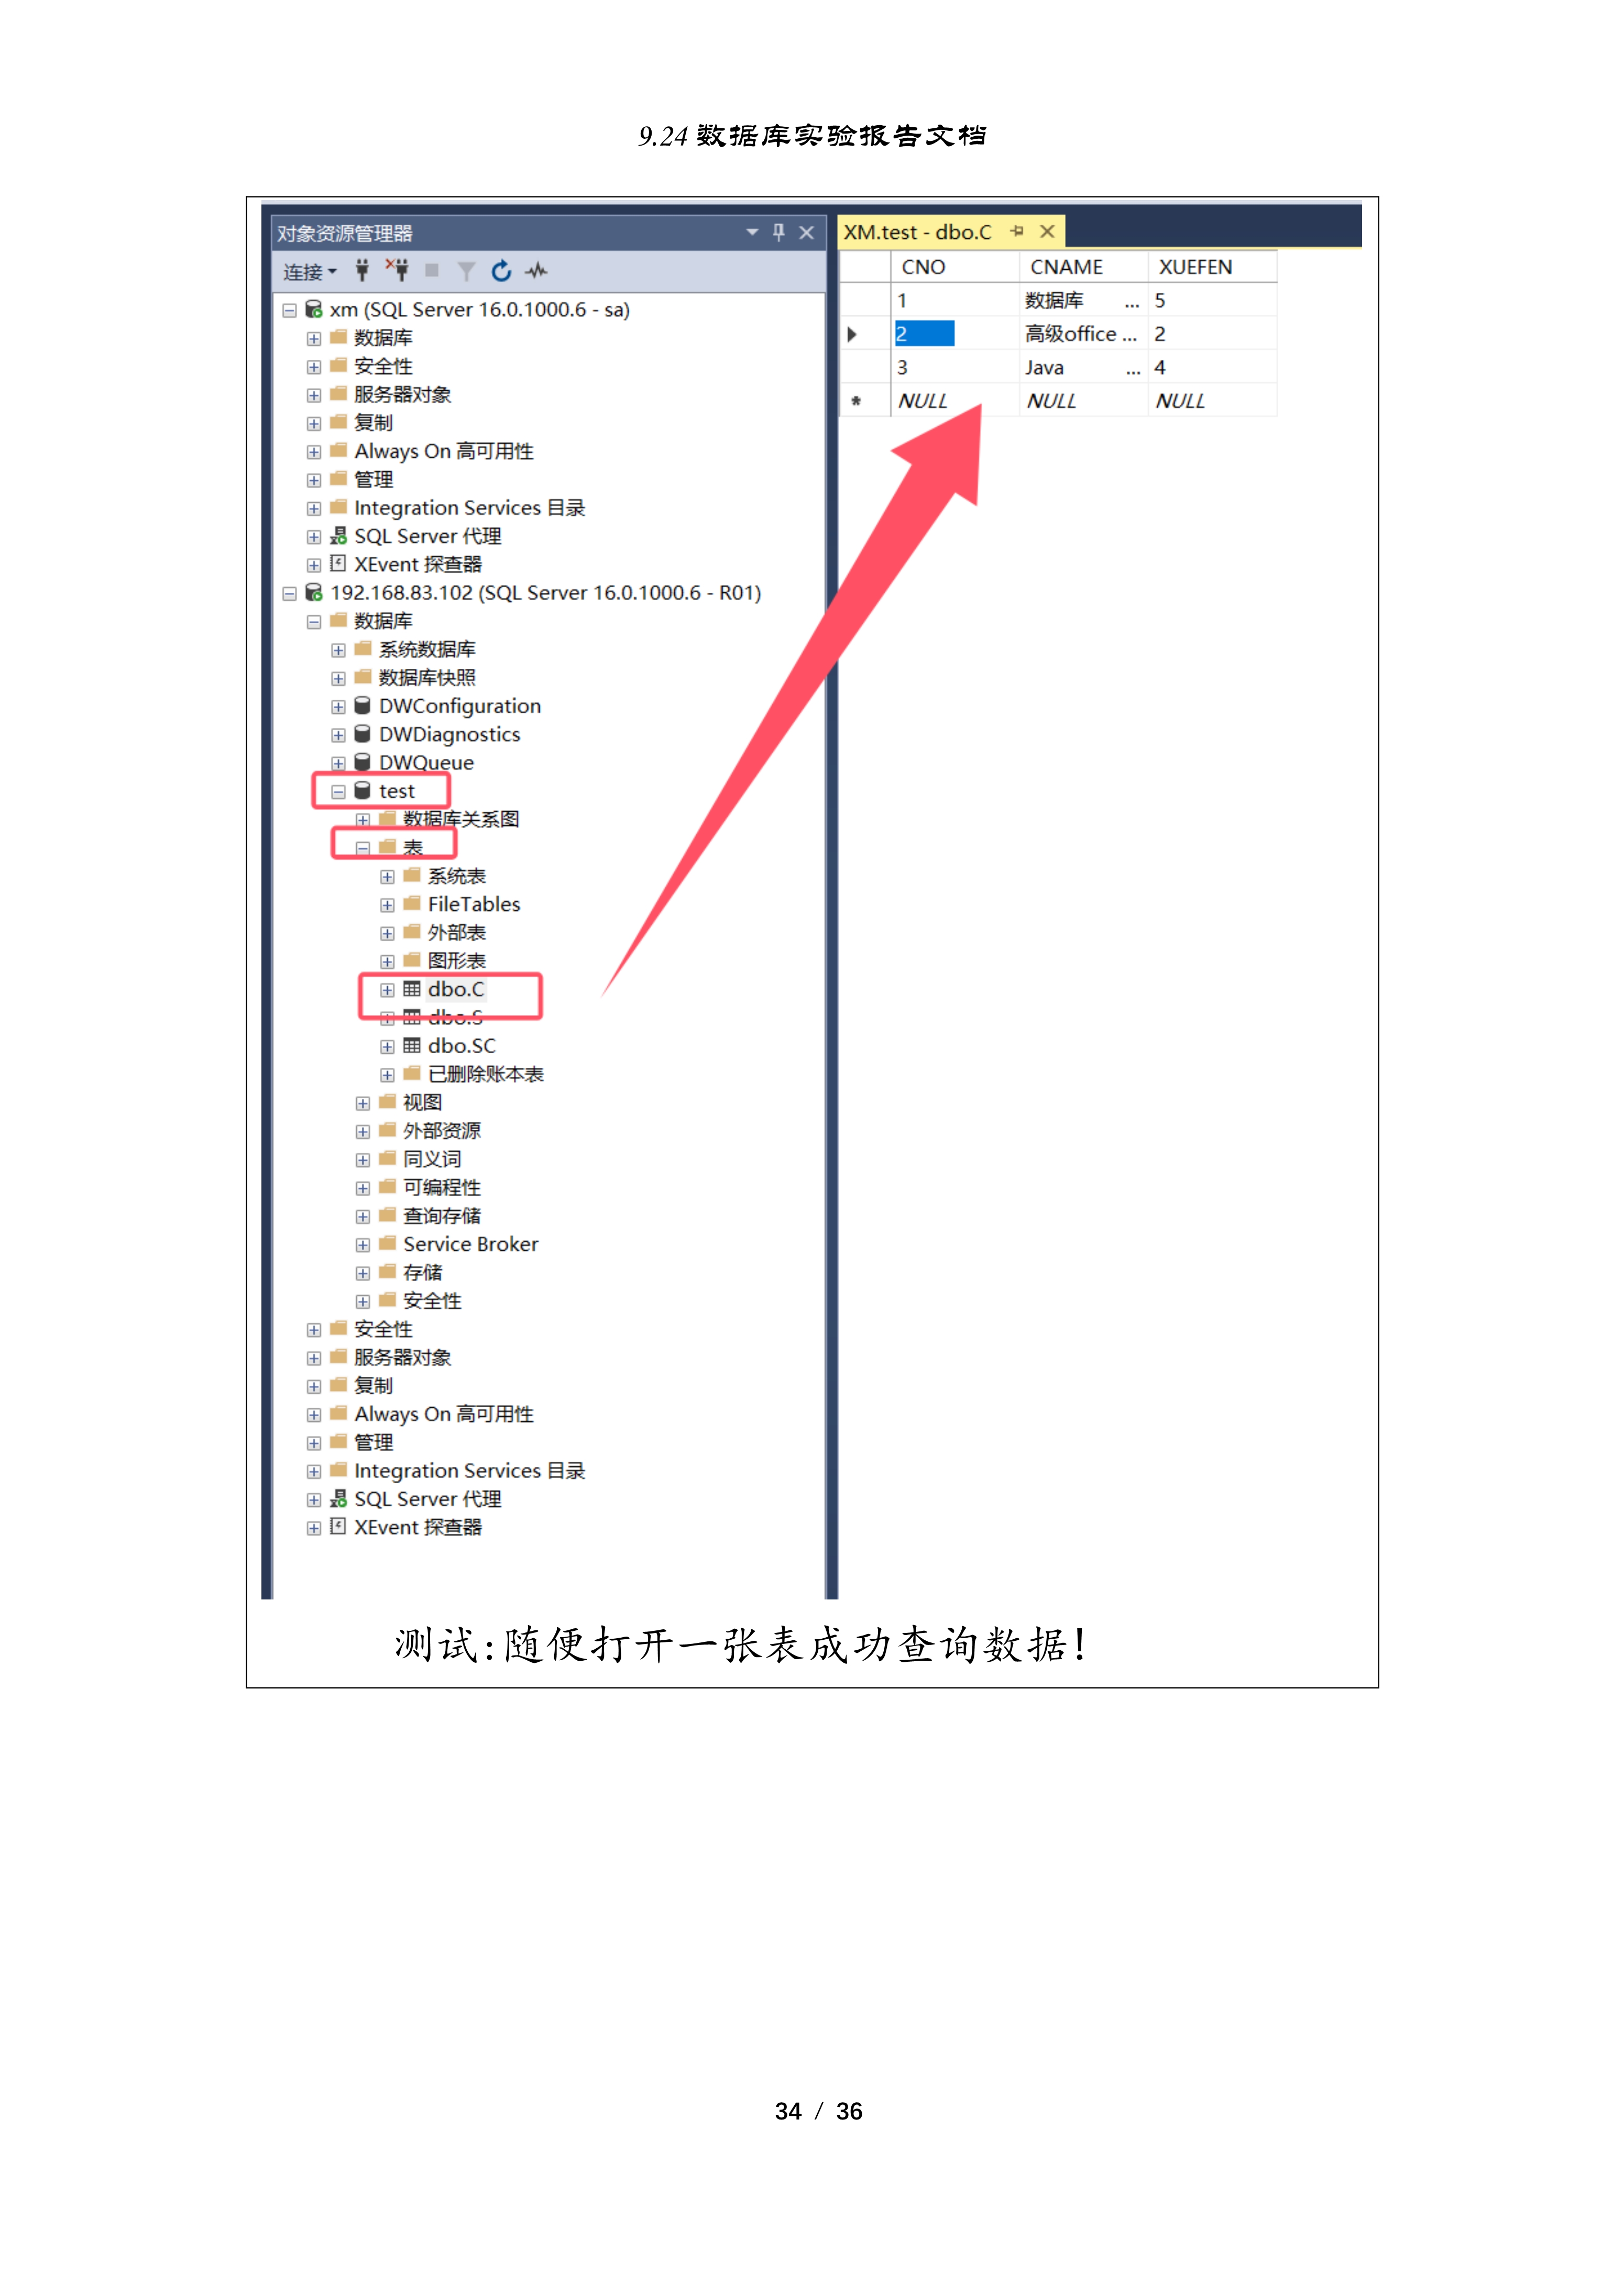 9.24 数据库实验报告文档
对象资源管理器
连接
xm (SQL Server 16.0.1000.6 - sa)
数据库
安全性
服务器对象
复制
Always On 高可用性
管理
Integration Services 目录
SQL Server 代理
XEvent 探查器
192.168.83.102 (SQL Server 16.0.1000.6 - R01)
数据库
系统数据库
数据库快照
DWConfiguration
DWDiagnostics
DWQueue
test
数据库关系图
表
系统表
FileTables
外部表
图形表
dbo.C
dbo.S
dbo.SC
已删除账本表
视图
外部资源
同义词
可编程性
查询存储
Service Broker
存储
安全性
安全性
服务器对象
复制
Always On 高可用性
管理
Integration Services 目录
SQL Server 代理
XEvent 探查器
XM.test - dbo.C
CNO CNAME XUEFEN
1 数据库 ... 5
2 高级office ... 2
3 Java ... 4
* NULL NULL NULL
测试:随便打开一张表成功查询数据!
34 / 36